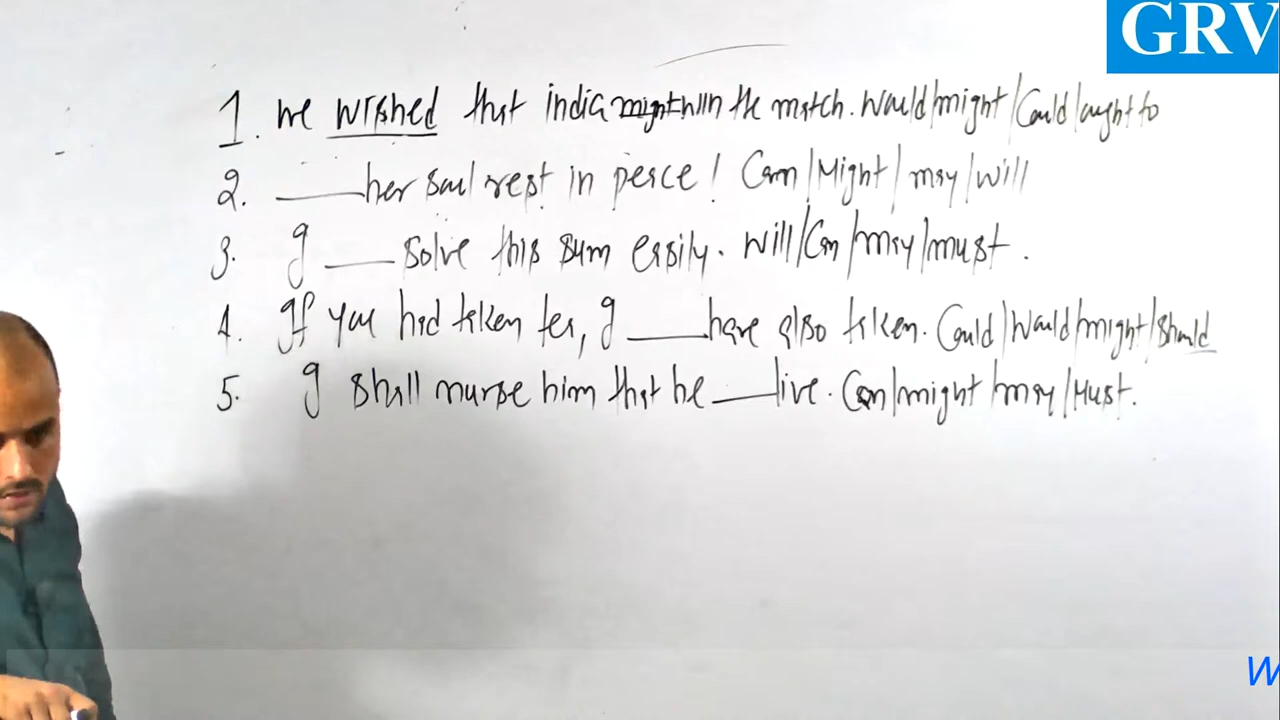 GRV
1. We wished that india might win the match. Would/might/Could/aught to
2. ___ her soul rest in peace! Can/Might/may/will
3. I ___ solve this sum easily. Will/Can/may/must.
4. If you had taken tea, I ___ have also taken. Could/Would/might/should
5. I shall nurse him that he ___ live. Can/might/may/Must.
W